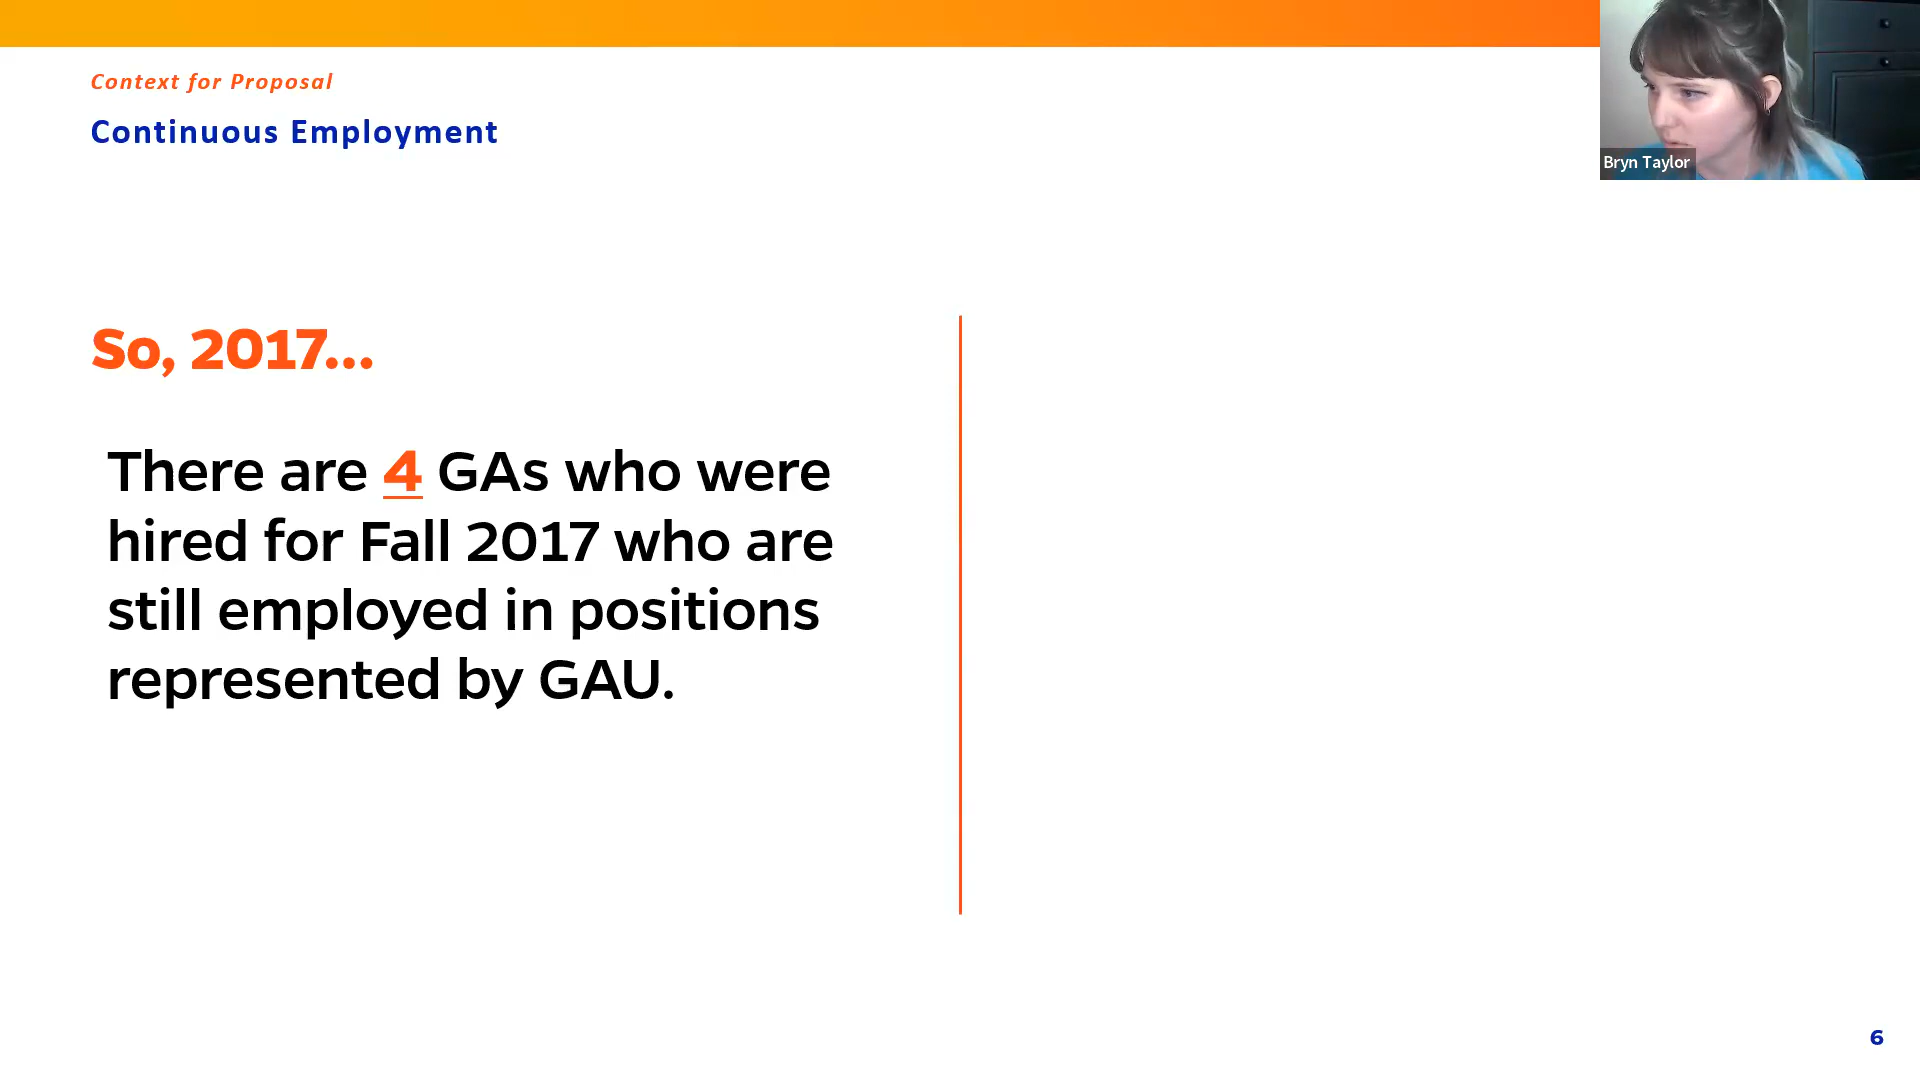 Context for Proposal
Continuous Employment
Bryn Taylor
So, 2017...
There are 4 GAs who were
hired for Fall 2017 who are
still employed in positions
represented by GAU.
6